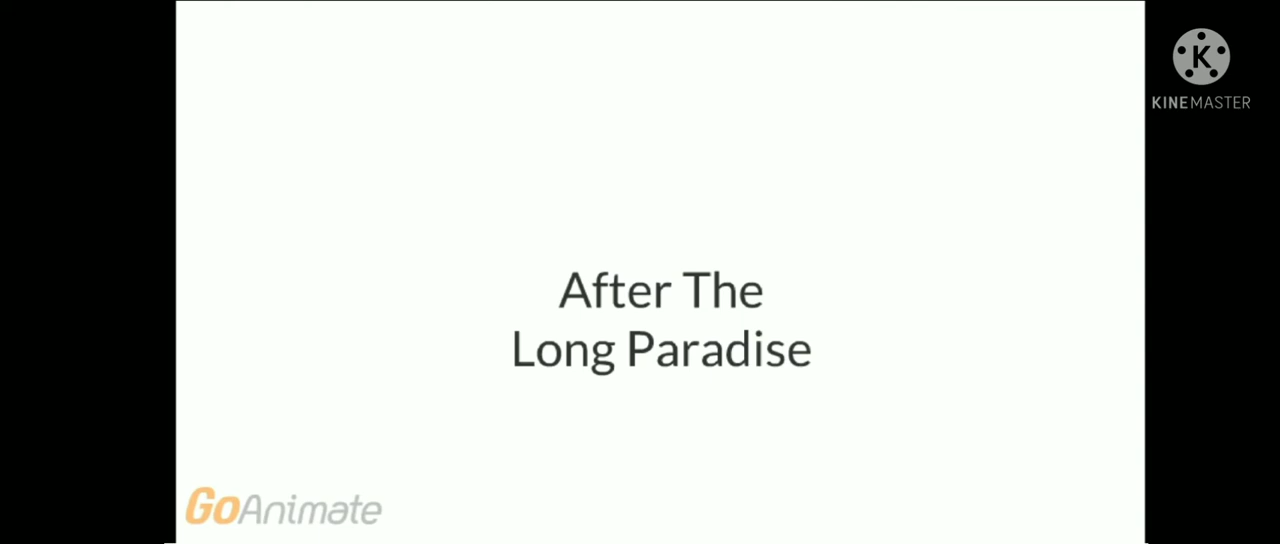 K
KINEMASTER
After The
Long Paradise
GoAnimate